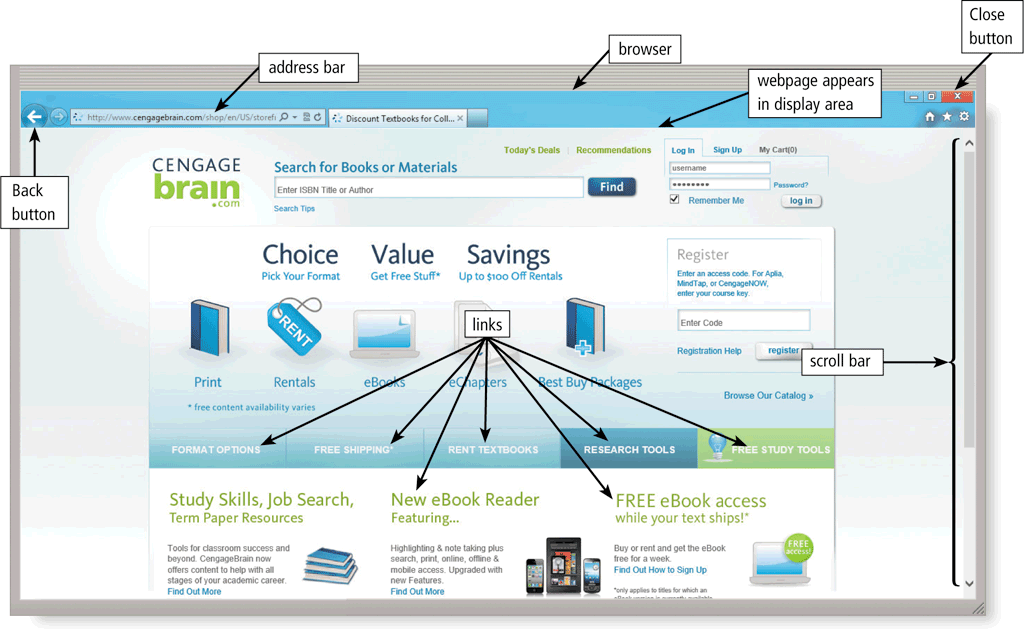 Close
button
browser
address bar
webpage appears
in display area
http://www.cengagebrain.com/shop/en/US/storef
Discount Textbooks for Coll...
Back
button
CENGAGE
brain
.com
Today's Deals
Recommendations
Search for Books or Materials
Enter ISBN Title or Author
Find
Search Tips
Log In
Sign Up
My Cart(0)
username
Password?
Remember Me
log in
Choice
Pick Your Format
Value
Get Free Stuff*
Savings
Up to $100 Off Rentals
Register
Enter an access code. For Aplia,
MindTap, or CengageNOW,
enter your course key.
Enter Code
Registration Help
register
RENT
links
scroll bar
Print
Rentals
eBooks
eChapters
Best Buy Packages
* free content availability varies
Browse Our Catalog »
FORMAT OPTIONS
FREE SHIPPING*
RENT TEXTBOOKS
RESEARCH TOOLS
FREE STUDY TOOLS
Study Skills, Job Search,
Term Paper Resources
Tools for classroom success and
beyond. CengageBrain now
offers content to help with all
stages of your academic career.
Find Out More
New eBook Reader
Featuring...
Highlighting & note taking plus
search, print, online, offline &
mobile access. Upgraded with
new Features.
Find Out More
FREE eBook access
while your text ships!*
Buy or rent and get the eBook
free for a week.
Find Out How to Sign Up
*only applies to titles for which an
FREE
access!